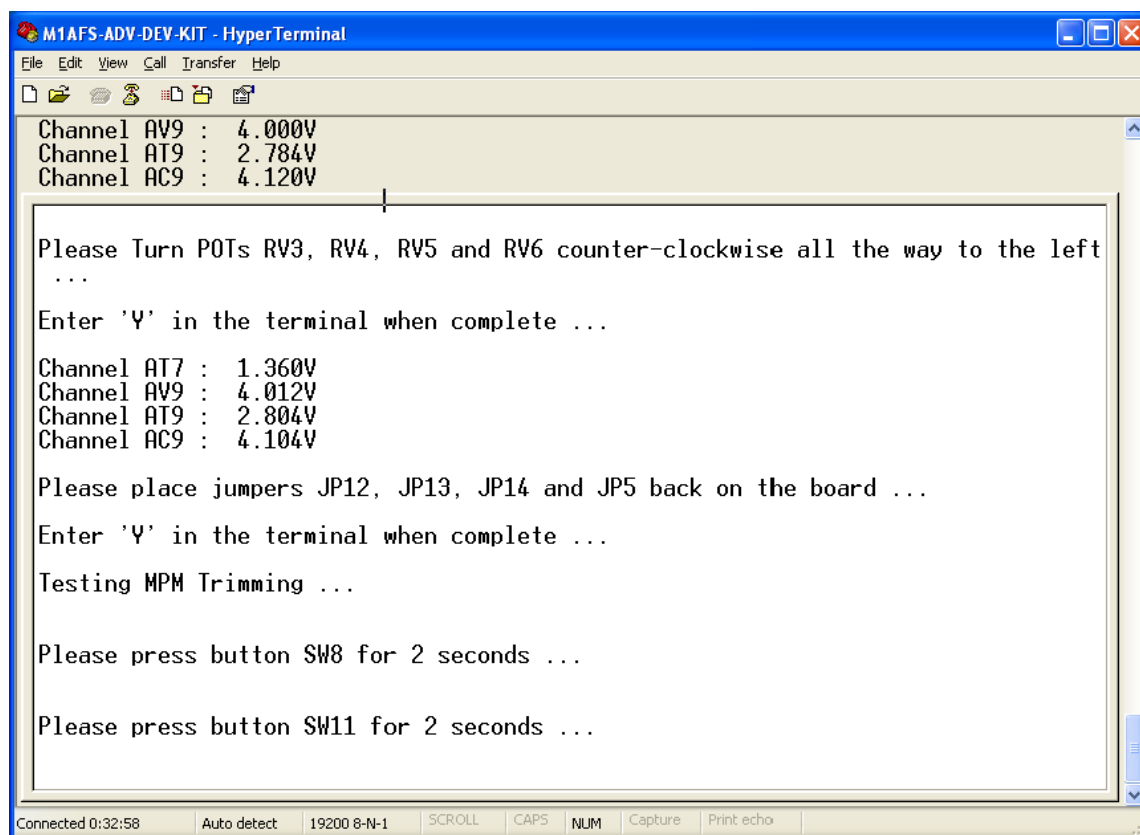 M1AFS-ADV-DEV-KIT - HyperTerminal
File Edit View Call Transfer Help
Channel AV9 : 4.000V
Channel AT9 : 2.784V
Channel AC9 : 4.120V
Please Turn POTs RV3, RV4, RV5 and RV6 counter-clockwise all the way to the left
...
Enter 'Y' in the terminal when complete ...
Channel AT7 : 1.360V
Channel AV9 : 4.012V
Channel AT9 : 2.804V
Channel AC9 : 4.104V
Please place jumpers JP12, JP13, JP14 and JP5 back on the board ...
Enter 'Y' in the terminal when complete ...
Testing MPM Trimming ...
Please press button SW8 for 2 seconds ...
Please press button SW11 for 2 seconds ...
Connected 0:32:58 Auto detect 19200 8-N-1 SCROLL CAPS NUM Capture Print echo